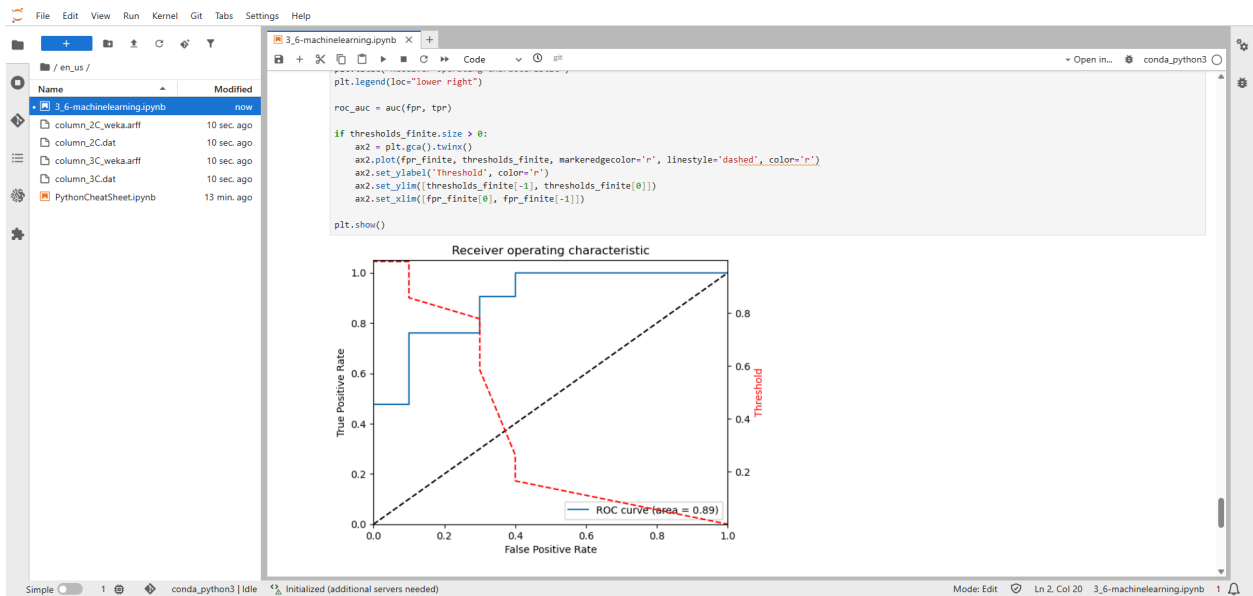 File Edit View Run Kernel Git Tabs Settings Help
/ en_us /
Name Modified
3_6-machinelearning.ipynb now
column_2C_weka.arff 10 sec. ago
column_2C.dat 10 sec. ago
column_3C_weka.arff 10 sec. ago
column_3C.dat 10 sec. ago
PythonCheatSheet.ipynb 13 min. ago
3_6-machinelearning.ipynb
Code git Open in... conda_python3
plt.legend(loc="lower right")
roc_auc = auc(fpr, tpr)
if thresholds_finite.size > 0:
ax2 = plt.gca().twinx()
ax2.plot(fpr_finite, thresholds_finite, markeredgecolor='r', linestyle='dashed', color='r')
ax2.set_ylabel('Threshold', color='r')
ax2.set_ylim([thresholds_finite[-1], thresholds_finite[0]])
ax2.set_xlim([fpr_finite[0], fpr_finite[-1]])
plt.show()
Receiver operating characteristic
True Positive Rate
1.0
0.8
0.6
0.4
0.2
0.0
0.8
0.6
0.4
0.2
Threshold
ROC curve (area = 0.89)
0.0 0.2 0.4 0.6 0.8 1.0
False Positive Rate
Simple 1 conda_python3 | Idle Initialized (additional servers needed) Mode: Edit Ln 2, Col 20 3_6-machinelearning.ipynb 1